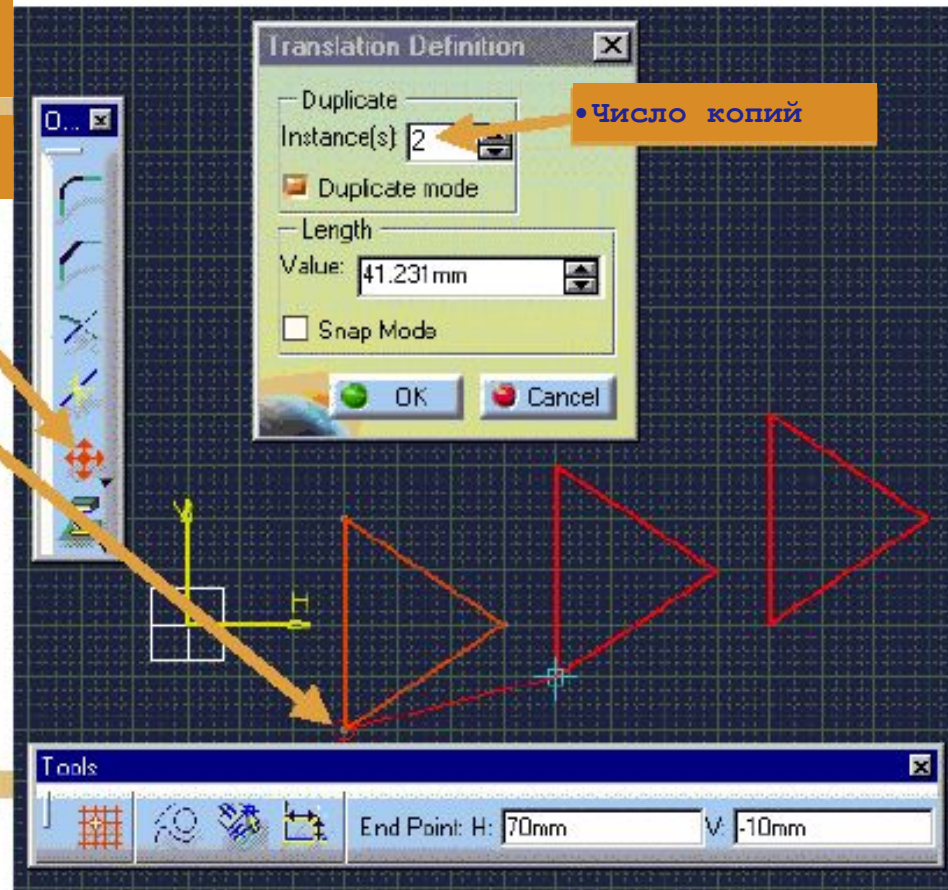 Translation Definition
Duplicate
•Число копий
O...
Instance(s) 2
Duplicate mode
Length
Value: 41.231mm
Snap Mode
OK Cancel
V
H
Tools
End Point: H: 70mm V: -10mm